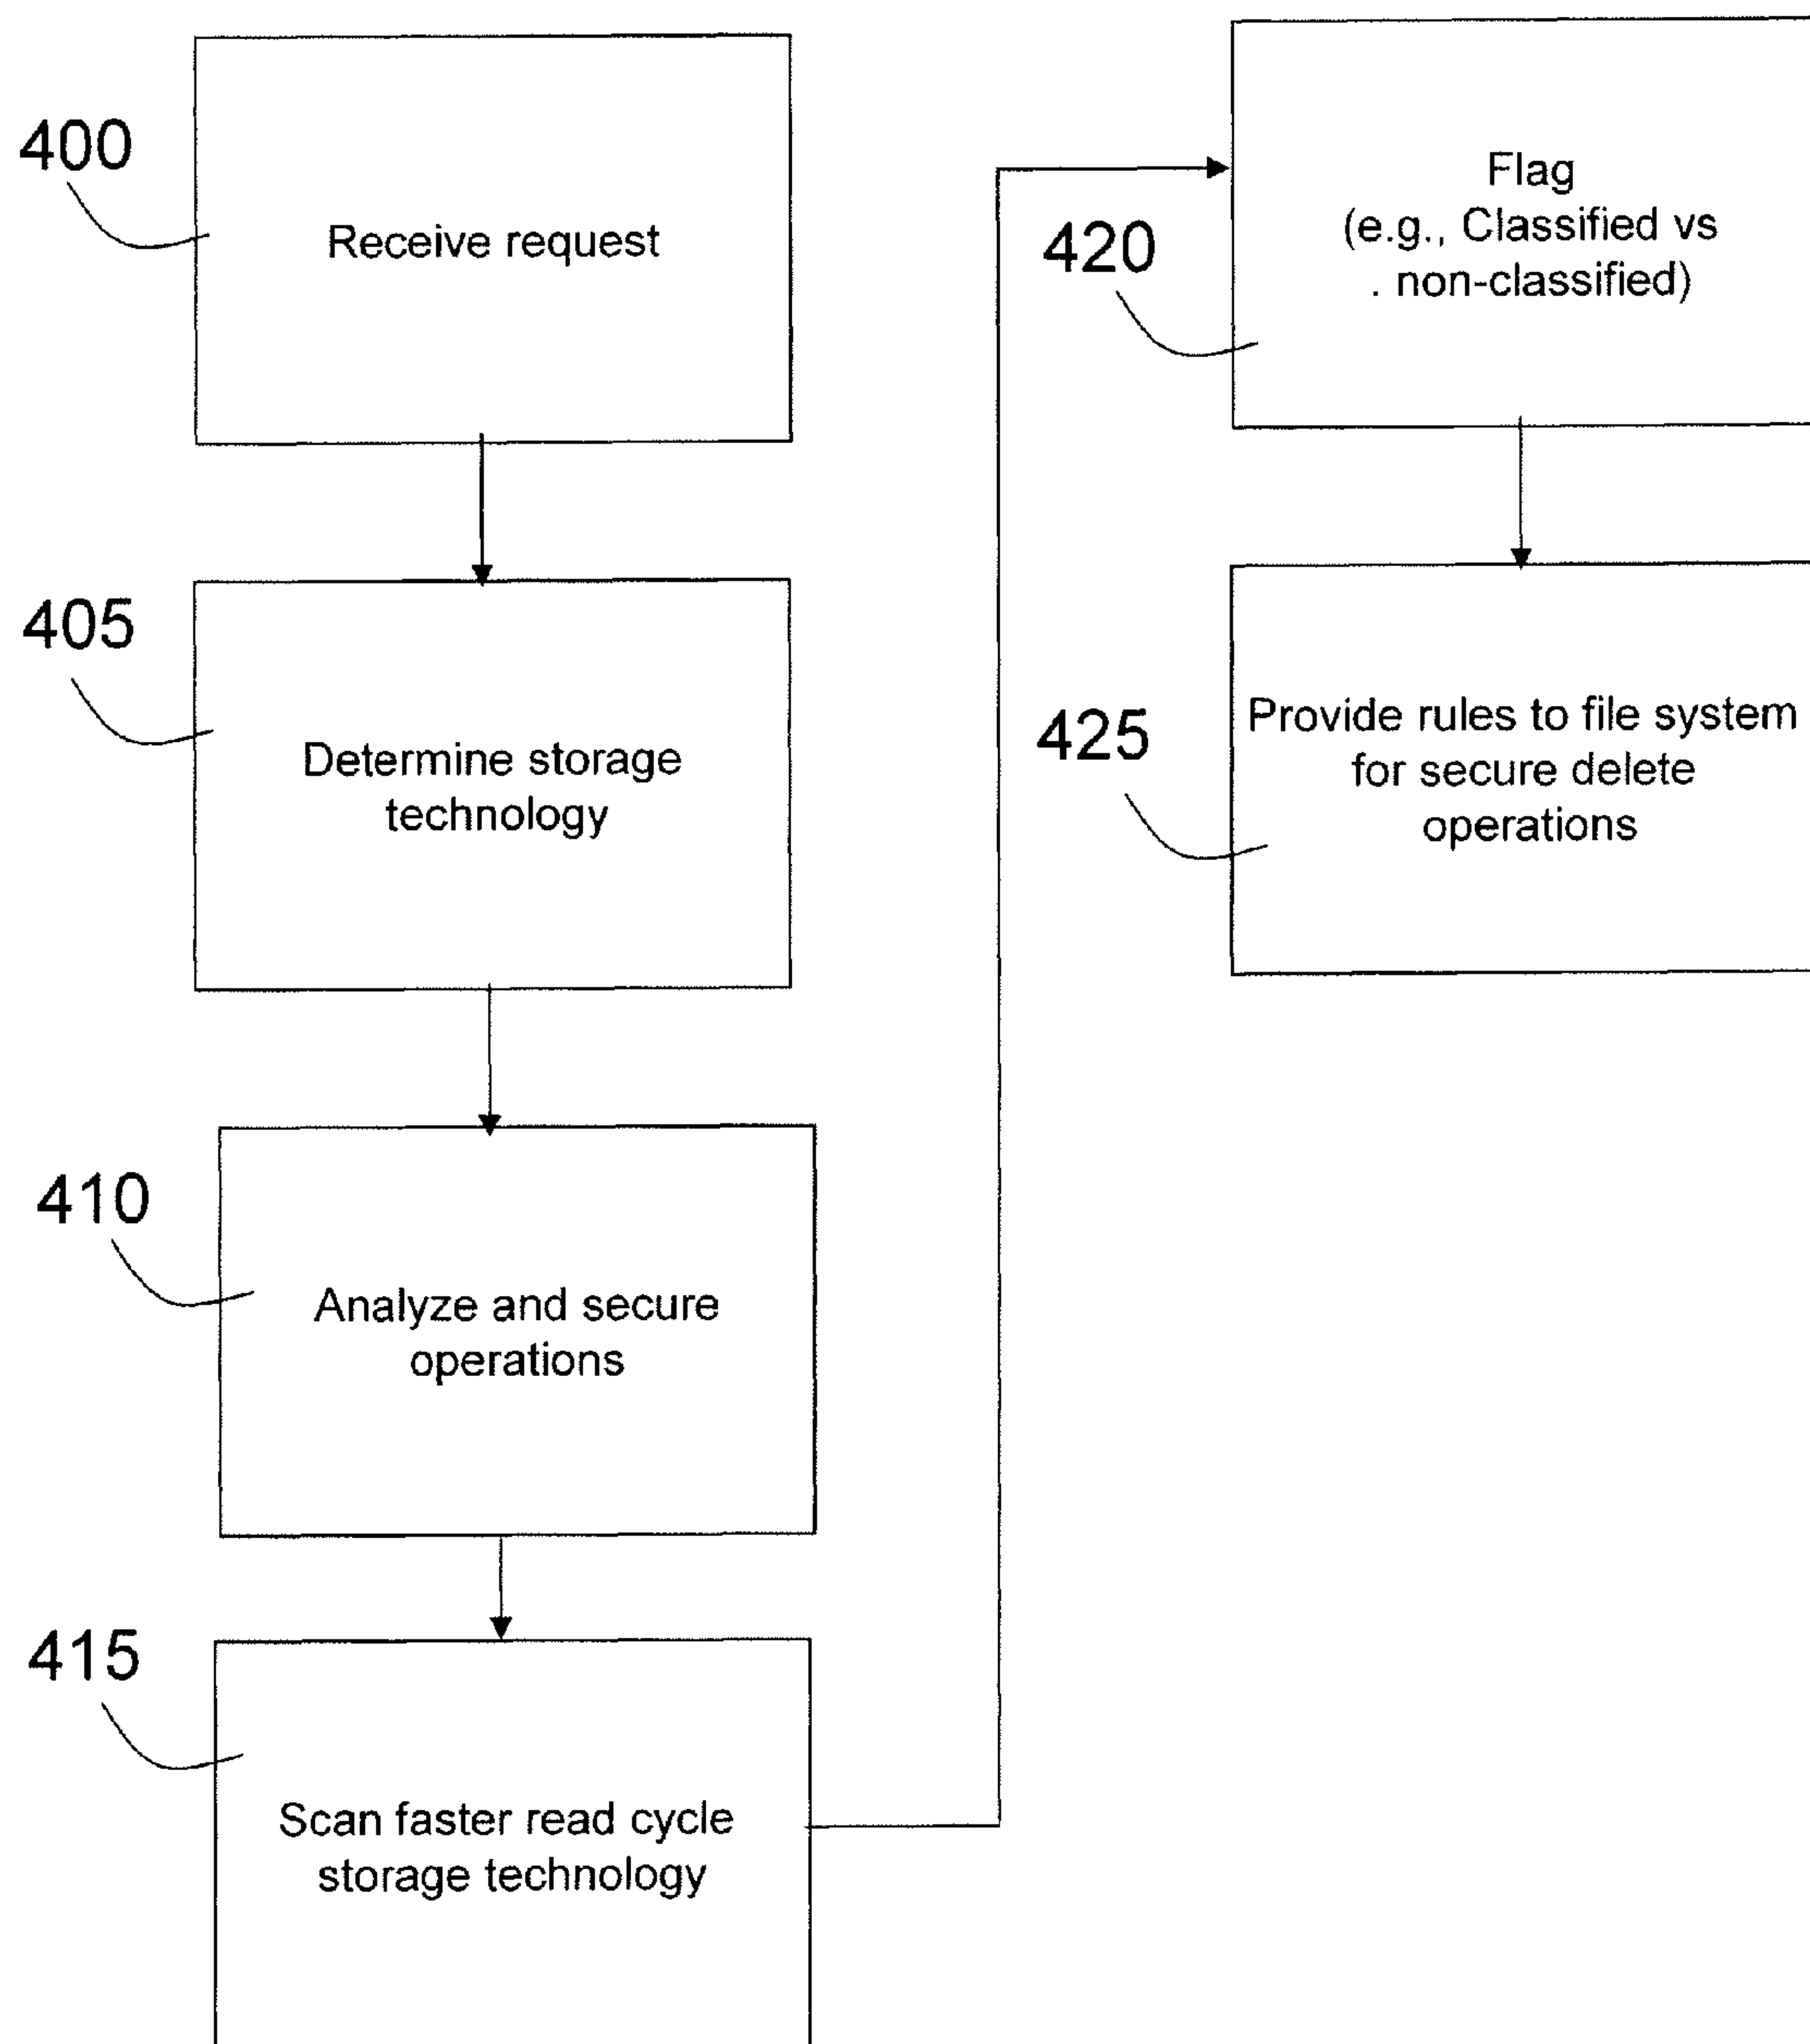 400
Receive request
405
Determine storage
technology
410
Analyze and secure
operations
415
Scan faster read cycle
storage technology
420
Flag
(e.g., Classified vs
. non-classified)
425
Provide rules to file system
for secure delete
operations